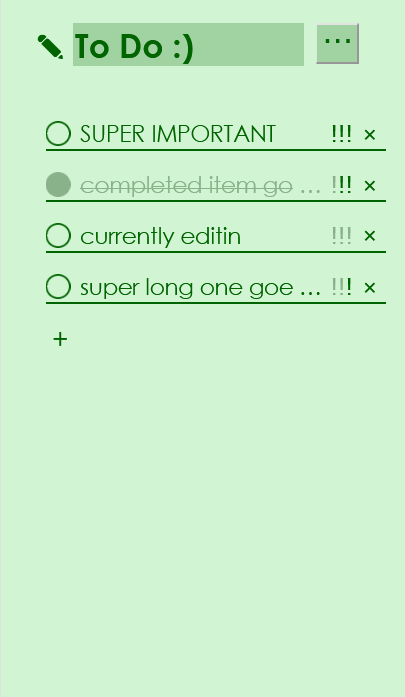 To Do :) ...
SUPER IMPORTANT !!! ×
completed item go ... !!! ×
currently editin !!! ×
super long one goe ... !!! ×
+